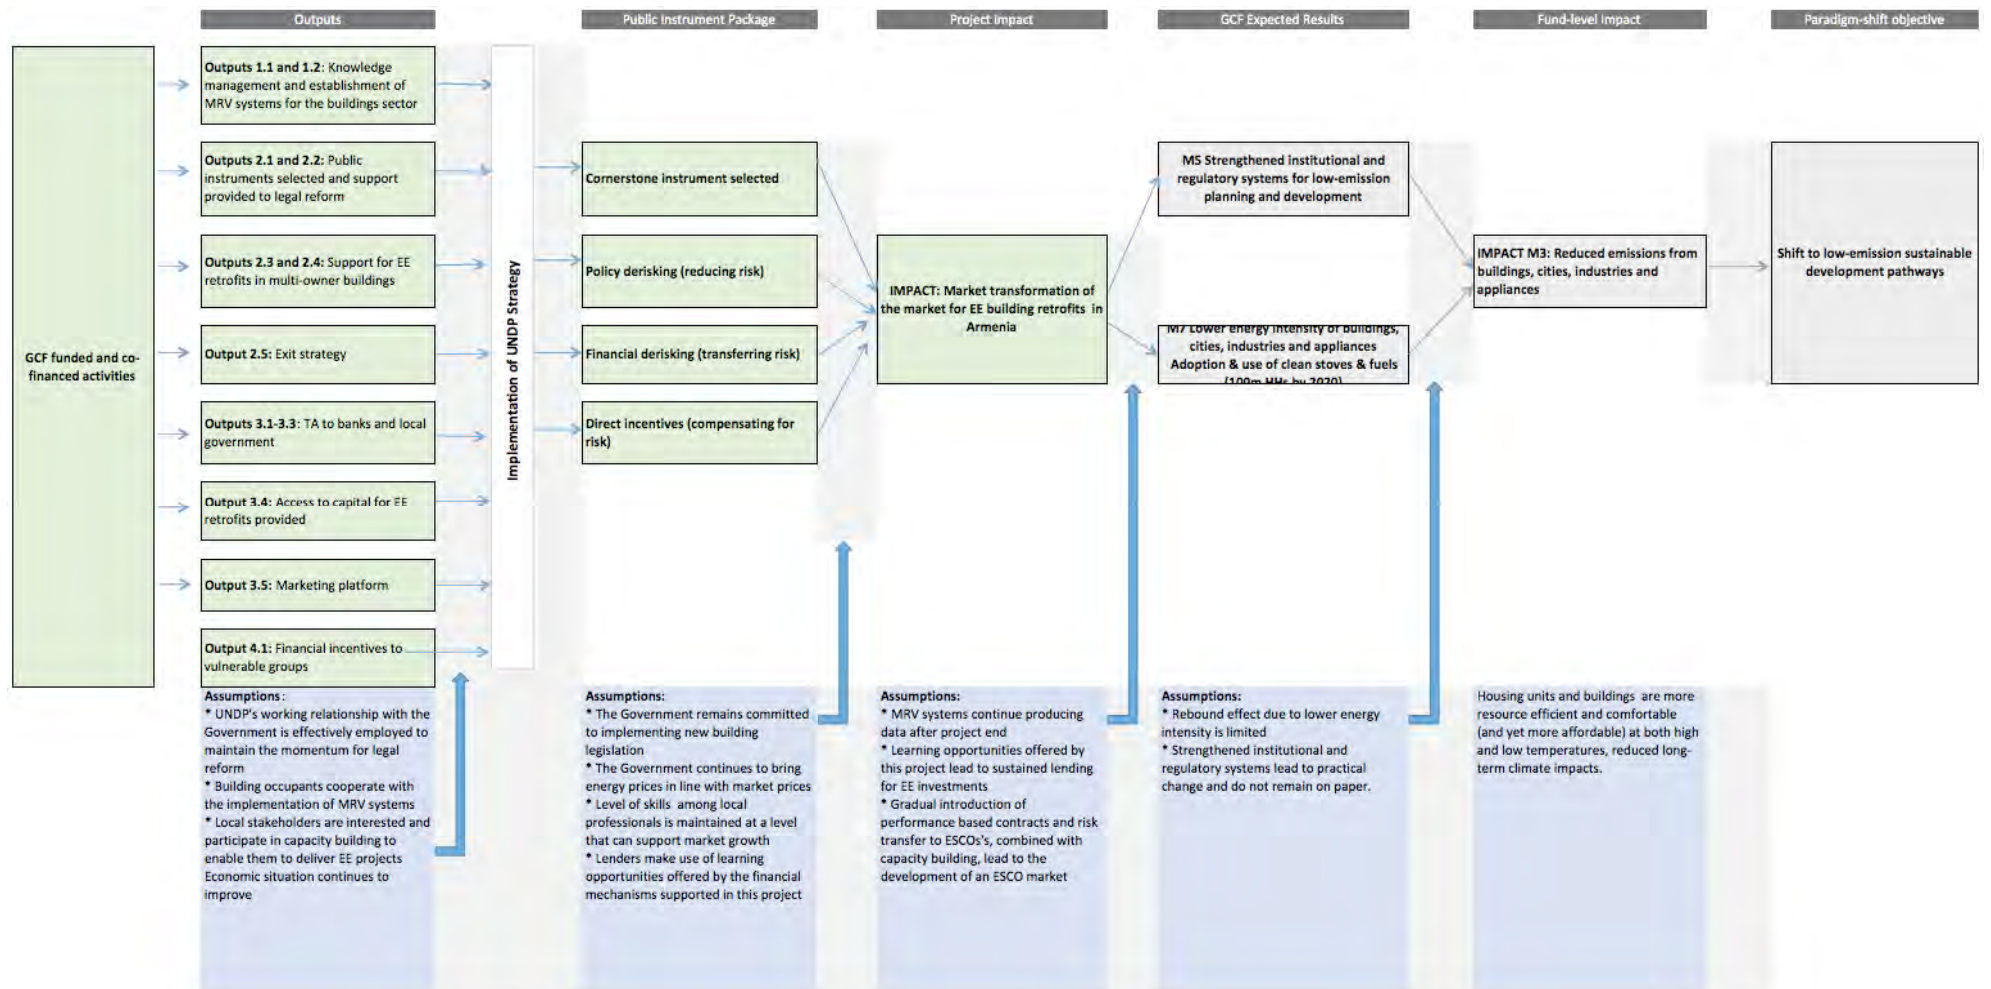 Outputs
Public Instrument Package
Project Impact
GCF Expected Results
Fund-level Impact
Paradigm-shift objective
GCF funded and co-
financed activities
Outputs 1.1 and 1.2: Knowledge
management and establishment of
MRV systems for the buildings sector
Outputs 2.1 and 2.2: Public
instruments selected and support
provided to legal reform
Outputs 2.3 and 2.4: Support for EE
retrofits in multi-owner buildings
Output 2.5: Exit strategy
Outputs 3.1-3.3: TA to banks and local
government
Output 3.4: Access to capital for EE
retrofits provided
Output 3.5: Marketing platform
Output 4.1: Financial incentives to
vulnerable groups
Implementation of UNDP Strategy
Cornerstone instrument selected
Policy derisking (reducing risk)
Financial derisking (transferring risk)
Direct incentives (compensating for
risk)
IMPACT: Market transformation of
the market for EE building retrofits in
Armenia
M5 Strengthened institutional and
regulatory systems for low-emission
planning and development
M7 Lower energy intensity of buildings,
cities, industries and appliances
Adoption & use of clean stoves & fuels
(100m HHs by 2020)
IMPACT M3: Reduced emissions from
buildings, cities, industries and
appliances
Shift to low-emission sustainable
development pathways
Assumptions:
* UNDP's working relationship with the
Government is effectively employed to
maintain the momentum for legal
reform
* Building occupants cooperate with
the implementation of MRV systems
* Local stakeholders are interested and
participate in capacity building to
enable them to deliver EE projects
Economic situation continues to
improve
Assumptions:
* The Government remains committed
to implementing new building
legislation
* The Government continues to bring
energy prices in line with market prices
* Level of skills among local
professionals is maintained at a level
that can support market growth
* Lenders make use of learning
opportunities offered by the financial
mechanisms supported in this project
Assumptions:
* MRV systems continue producing
data after project end
* Learning opportunities offered by
this project lead to sustained lending
for EE investments
* Gradual introduction of
performance based contracts and risk
transfer to ESCOs's, combined with
capacity building, lead to the
development of an ESCO market
Assumptions:
* Rebound effect due to lower energy
intensity is limited
* Strengthened institutional and
regulatory systems lead to practical
change and do not remain on paper.
Housing units and buildings are more
resource efficient and comfortable
(and yet more affordable) at both high
and low temperatures, reduced long-
term climate impacts.